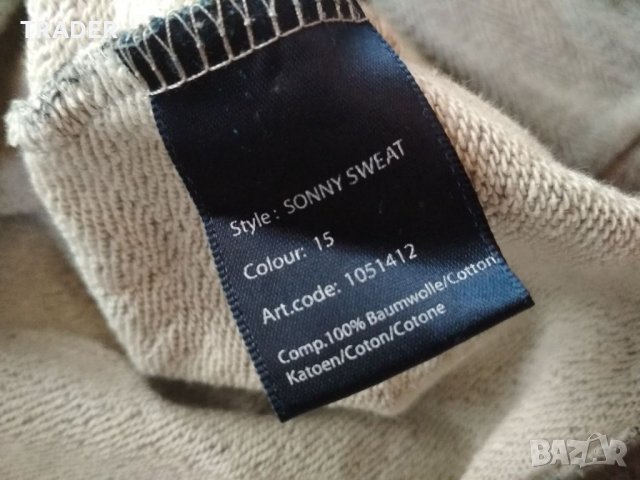 TRADER
Style: SONNY SWEAT
Colour: 15
Art.code: 1051412
Comp.100% Baumwolle/Cotton
Katoen/Coton/Cotone
BAZAR